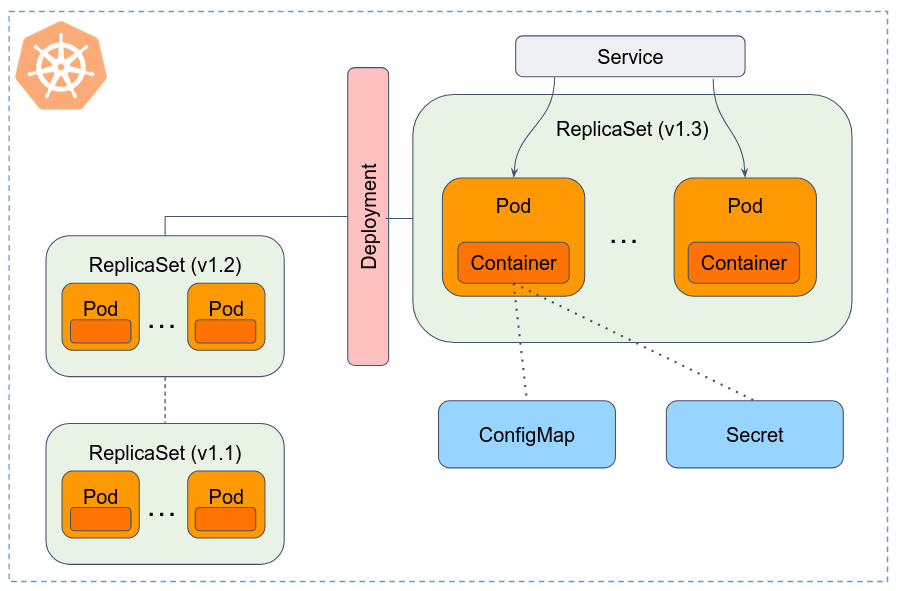 Service
ReplicaSet (v1.3)
Deployment
Pod
Pod
...
Container
Container
ReplicaSet (v1.2)
Pod
Pod
...
ConfigMap
Secret
ReplicaSet (v1.1)
Pod
Pod
...